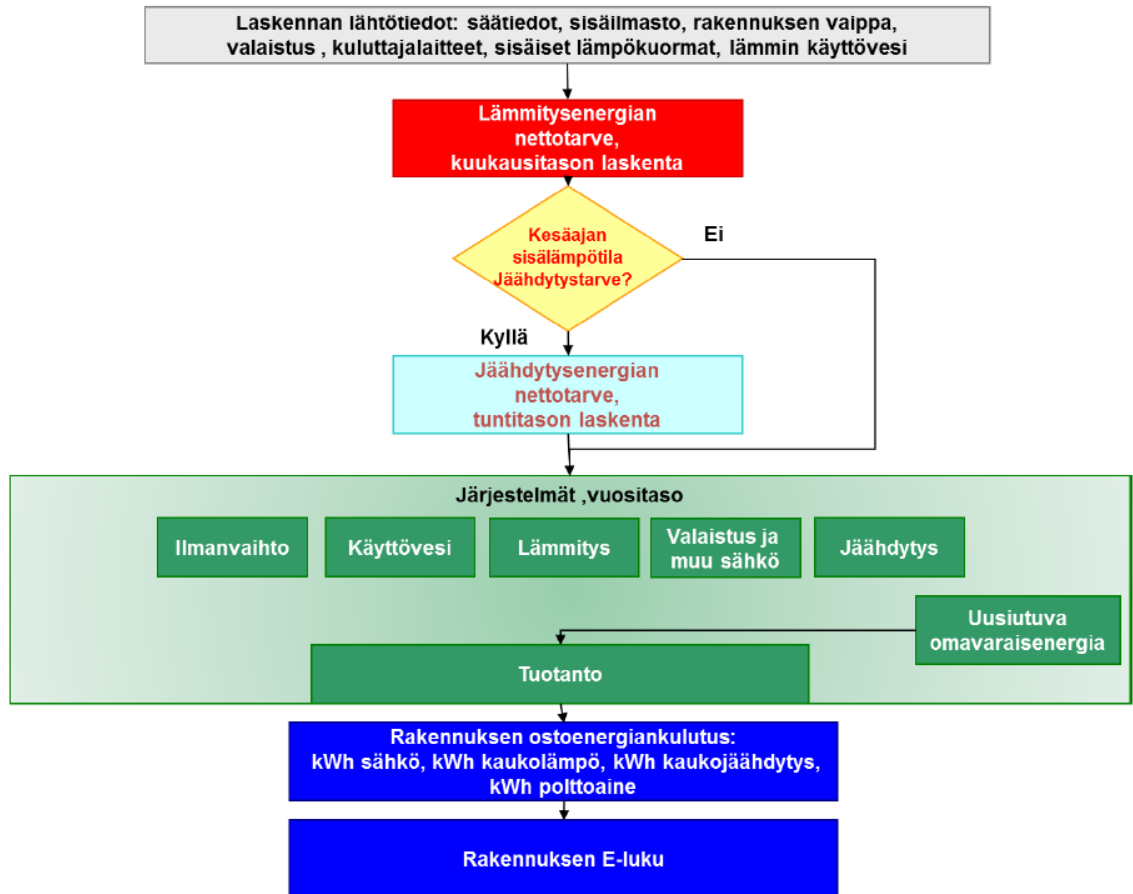 Laskennan lähtötiedot: säätiedot, sisäilmasto, rakennuksen vaippa,
valaistus , kuluttajalaitteet, sisäiset lämpökuormat, lämmin käyttövesi
Lämmitysenergian
nettotarve,
kuukausitason laskenta
Kesäajan
sisälämpötila
Jäähdytystarve?
Ei
Kyllä
Jäähdytysenergian
nettotarve,
tuntitason laskenta
Järjestelmät ,vuositaso
Ilmanvaihto
Käyttövesi
Lämmitys
Valaistus ja
muu sähkö
Jäähdytys
Uusiutuva
omavaraisenergia
Tuotanto
Rakennuksen ostoenergiankulutus:
kWh sähkö, kWh kaukolämpö, kWh kaukojäähdytys,
kWh polttoaine
Rakennuksen E-luku